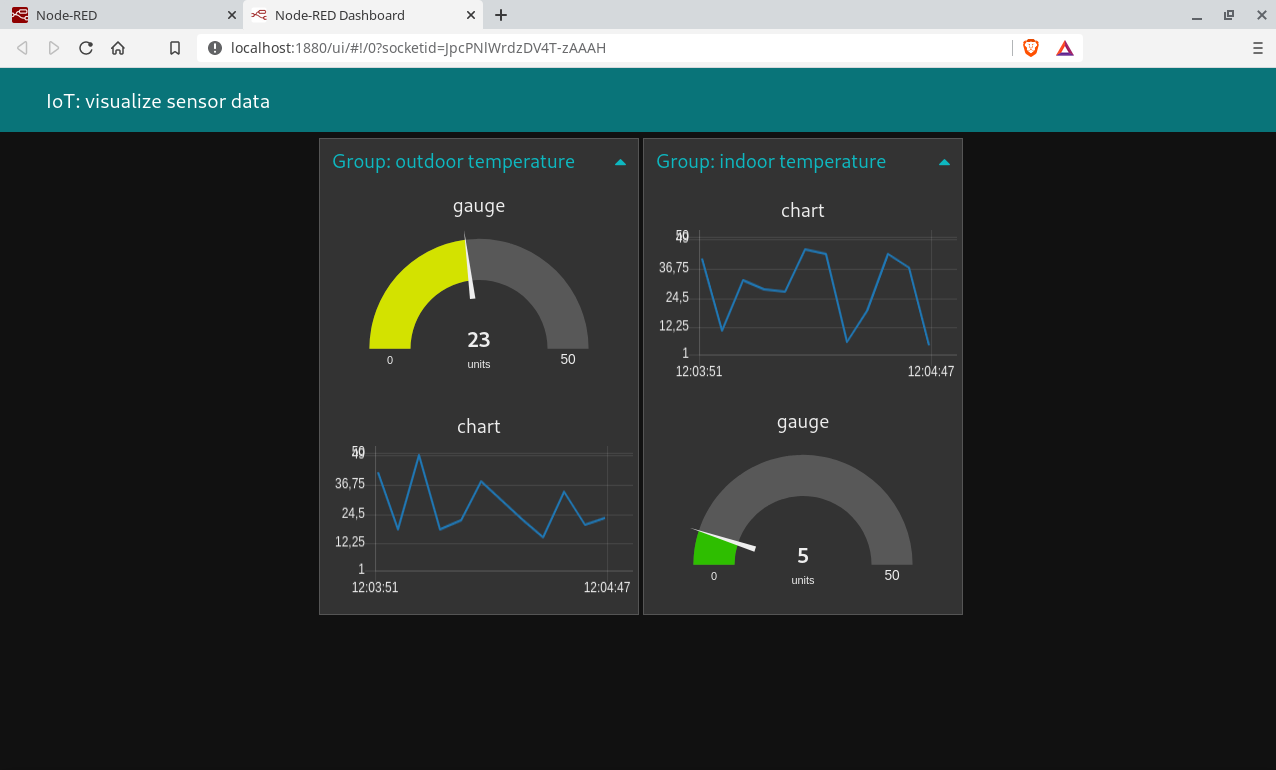 Node-RED
Node-RED Dashboard
localhost:1880/ui/#!/0?socketid=JpcPNlWrdzDV4T-zAAAH
IoT: visualize sensor data
Group: outdoor temperature
gauge
23
units
0
50
chart
50
49
36,75
24,5
12,25
1
12:03:51
12:04:47
Group: indoor temperature
chart
50
49
36,75
24,5
12,25
1
12:03:51
12:04:47
gauge
5
units
0
50